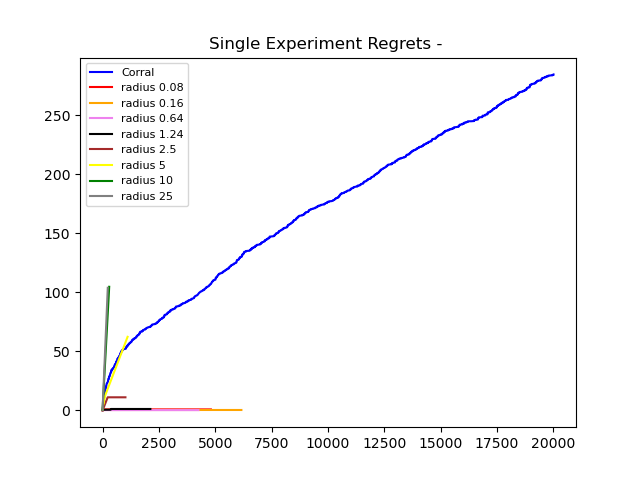 Single Experiment Regrets -
Corral
radius 0.08
radius 0.16
radius 0.64
radius 1.24
radius 2.5
radius 5
radius 10
radius 25
250
200
150
100
50
0
0 2500 5000 7500 10000 12500 15000 17500 20000